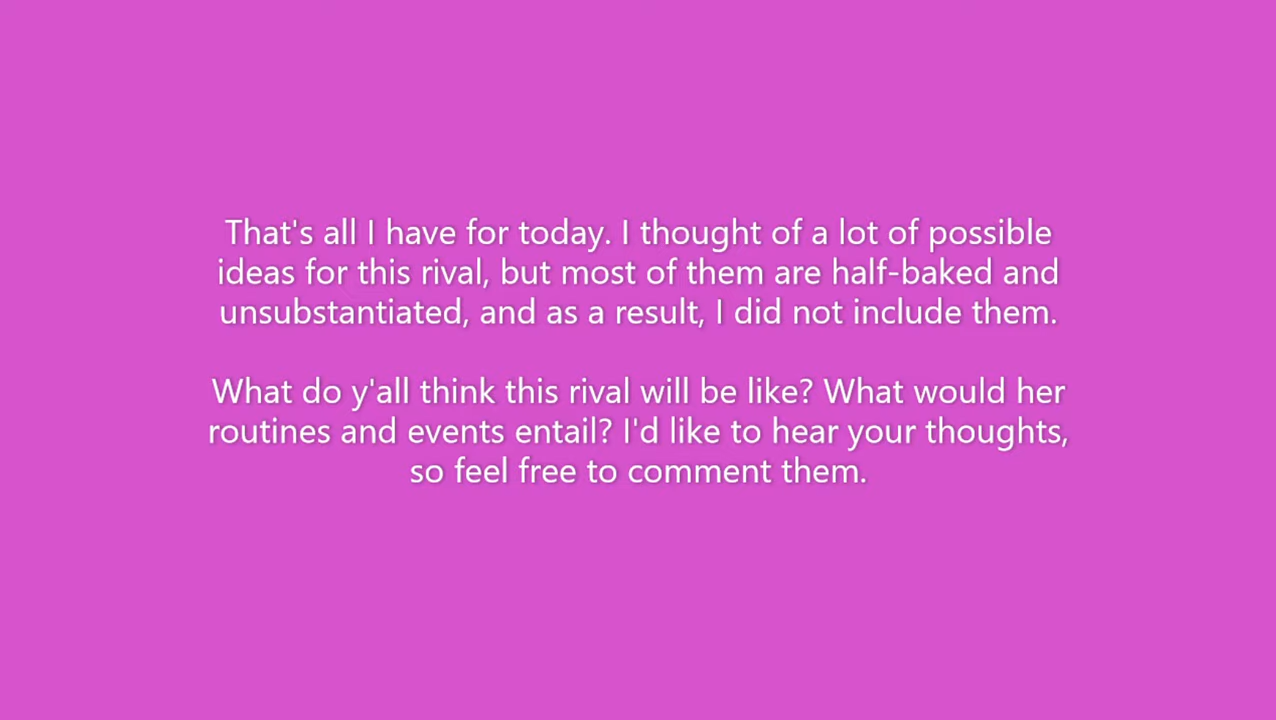 That's all I have for today. I thought of a lot of possible
ideas for this rival, but most of them are half-baked and
unsubstantiated, and as a result, I did not include them.
What do y'all think this rival will be like? What would her
routines and events entail? I'd like to hear your thoughts,
so feel free to comment them.